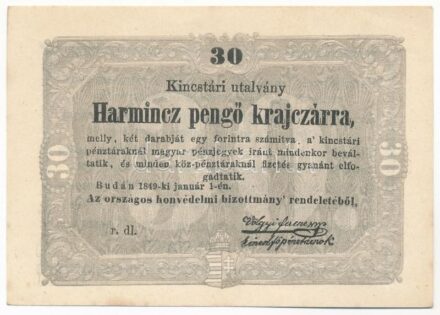 30
Kincstári utalvány
Harmincz pengő krajczárra,
melly, két darabját egy forintra számitva, a' kincstári
pénztáraknál magyar pénzjegyek iránt mindenkor bevál-
tatik, és minden köz-pénztáraknál fizetés gyanánt elfo-
gadtatik.
Budán 1849-ki január 1-én.
Az országos honvédelmi bizottmány' rendeletéből,
r. dl.
30
30